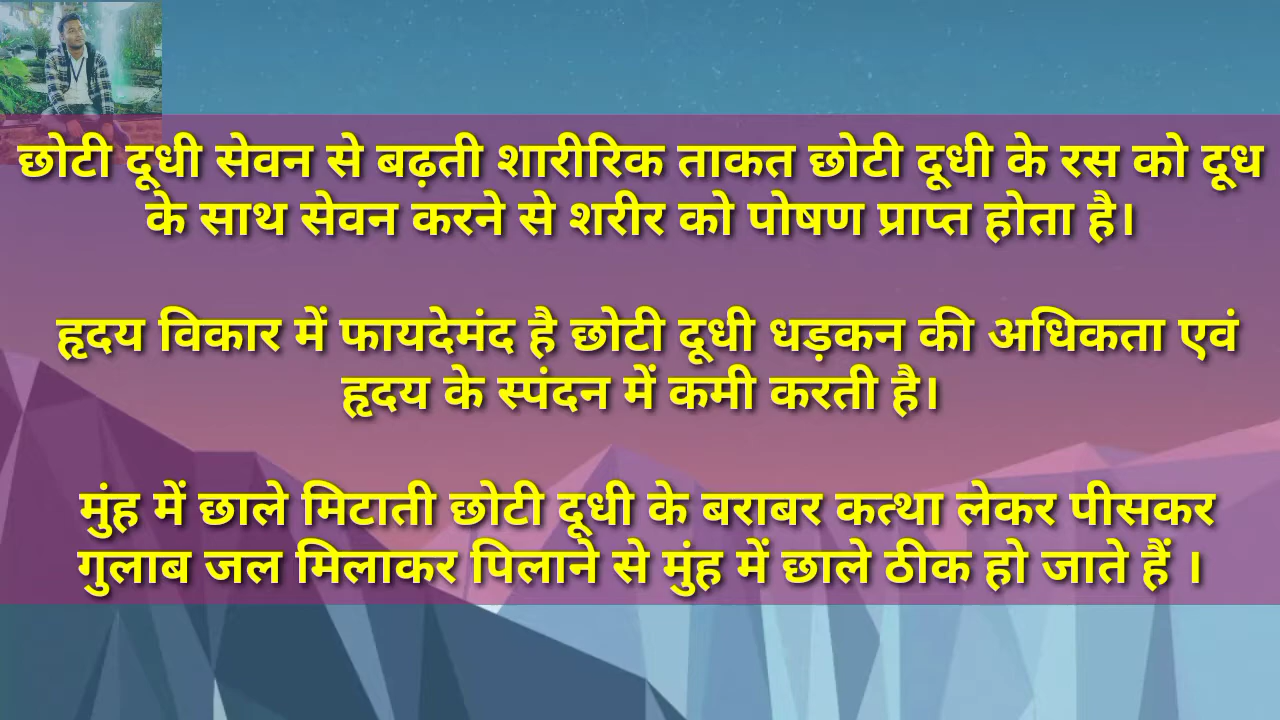 छोटी दूधी सेवन से बढ़ती शारीरिक ताकत छोटी दूधी के रस को दूध
के साथ सेवन करने से शरीर को पोषण प्राप्त होता है।
हृदय विकार में फायदेमंद है छोटी दूधी धड़कन की अधिकता एवं
हृदय के स्पंदन में कमी करती है।
मुंह में छाले मिटाती छोटी दूधी के बराबर कत्था लेकर पीसकर
गुलाब जल मिलाकर पिलाने से मुंह में छाले ठीक हो जाते हैं ।